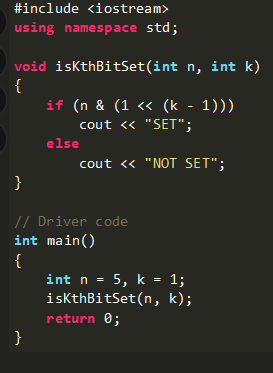 #include <iostream>
using namespace std;
void isKthBitSet(int n, int k)
{
if (n & (1 << (k - 1)))
cout << "SET";
else
cout << "NOT SET";
}
// Driver code
int main()
{
int n = 5, k = 1;
isKthBitSet(n, k);
return 0;
}